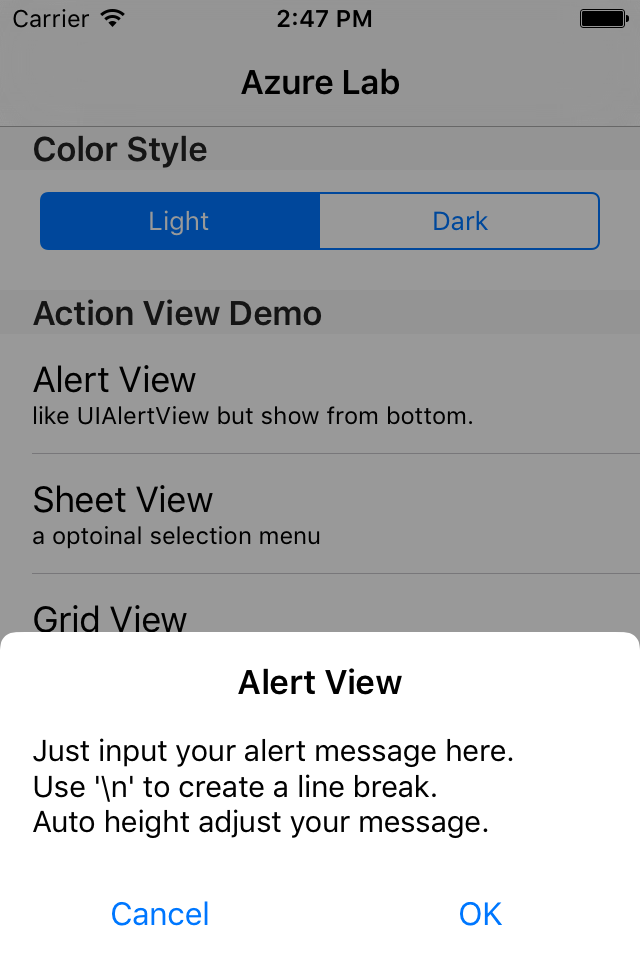 Carrier 2:47 PM
Azure Lab
Color Style
Light Dark
Action View Demo
Alert View
like UIAlertView but show from bottom.
Sheet View
a optoinal selection menu
Grid View
Alert View
Just input your alert message here.
Use '\n' to create a line break.
Auto height adjust your message.
Cancel OK